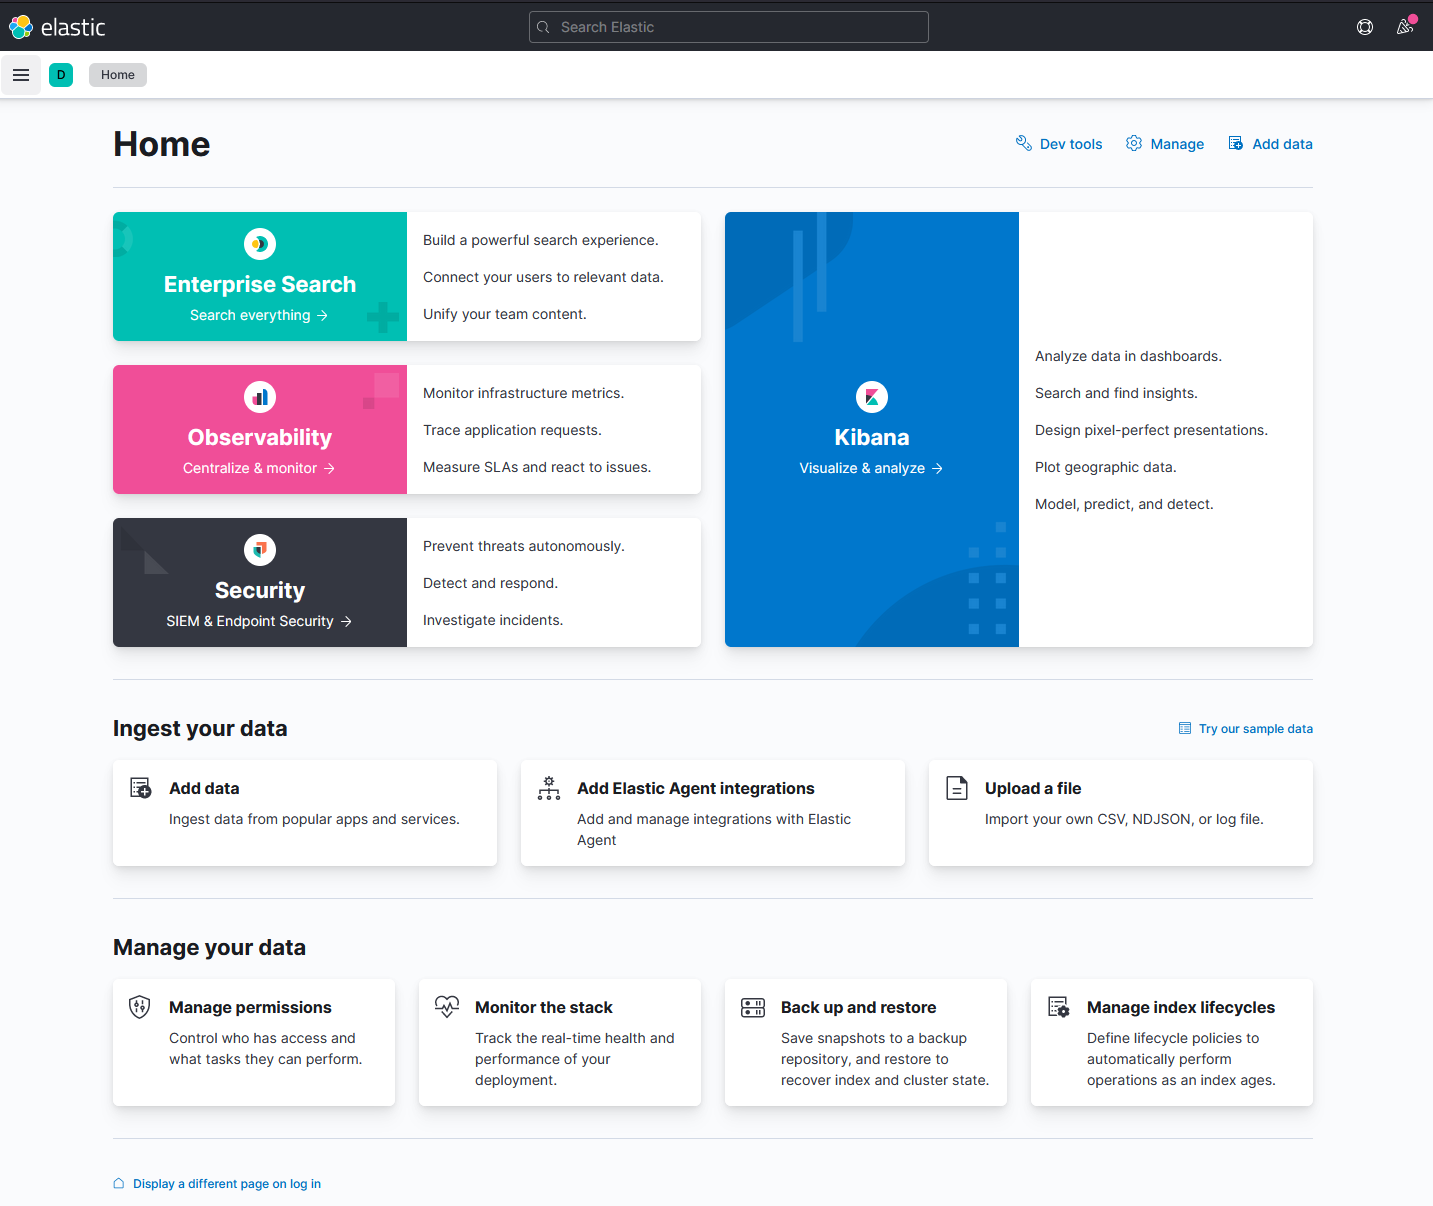 elastic
Search Elastic
D
Home
Home
Dev tools
Manage
Add data
Enterprise Search
Search everything →
Build a powerful search experience.
Connect your users to relevant data.
Unify your team content.
Observability
Centralize & monitor →
Monitor infrastructure metrics.
Trace application requests.
Measure SLAs and react to issues.
Security
SIEM & Endpoint Security →
Prevent threats autonomously.
Detect and respond.
Investigate incidents.
Kibana
Visualize & analyze →
Analyze data in dashboards.
Search and find insights.
Design pixel-perfect presentations.
Plot geographic data.
Model, predict, and detect.
Ingest your data
Try our sample data
Add data
Ingest data from popular apps and services.
Add Elastic Agent integrations
Add and manage integrations with Elastic
Agent
Upload a file
Import your own CSV, NDJSON, or log file.
Manage your data
Manage permissions
Control who has access and
what tasks they can perform.
Monitor the stack
Track the real-time health and
performance of your
deployment.
Back up and restore
Save snapshots to a backup
repository, and restore to
recover index and cluster state.
Manage index lifecycles
Define lifecycle policies to
automatically perform
operations as an index ages.
Display a different page on log in